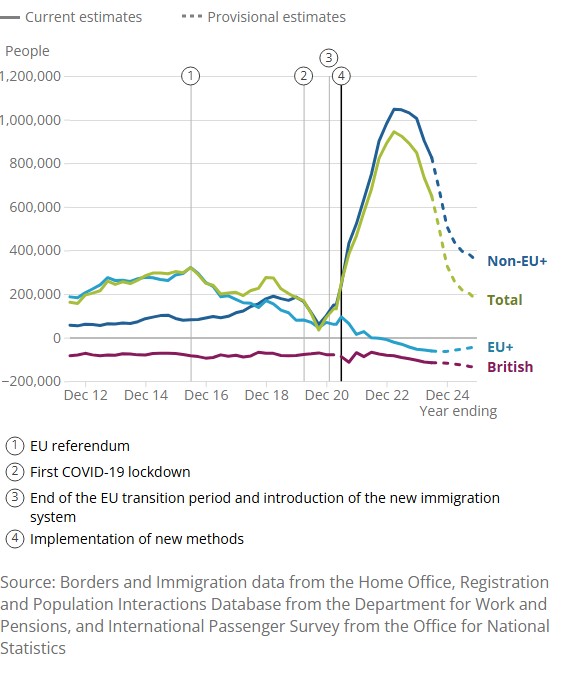 Current estimates
Provisional estimates
People
1,200,000
1,000,000
800,000
600,000
400,000
200,000
0
−200,000
1
2
3
4
Non-EU+
Total
EU+
British
Dec 12
Dec 14
Dec 16
Dec 18
Dec 20
Dec 22
Dec 24
Year ending
1 EU referendum
2 First COVID-19 lockdown
3 End of the EU transition period and introduction of the new immigration
system
4 Implementation of new methods
Source: Borders and Immigration data from the Home Office, Registration
and Population Interactions Database from the Department for Work and
Pensions, and International Passenger Survey from the Office for National
Statistics